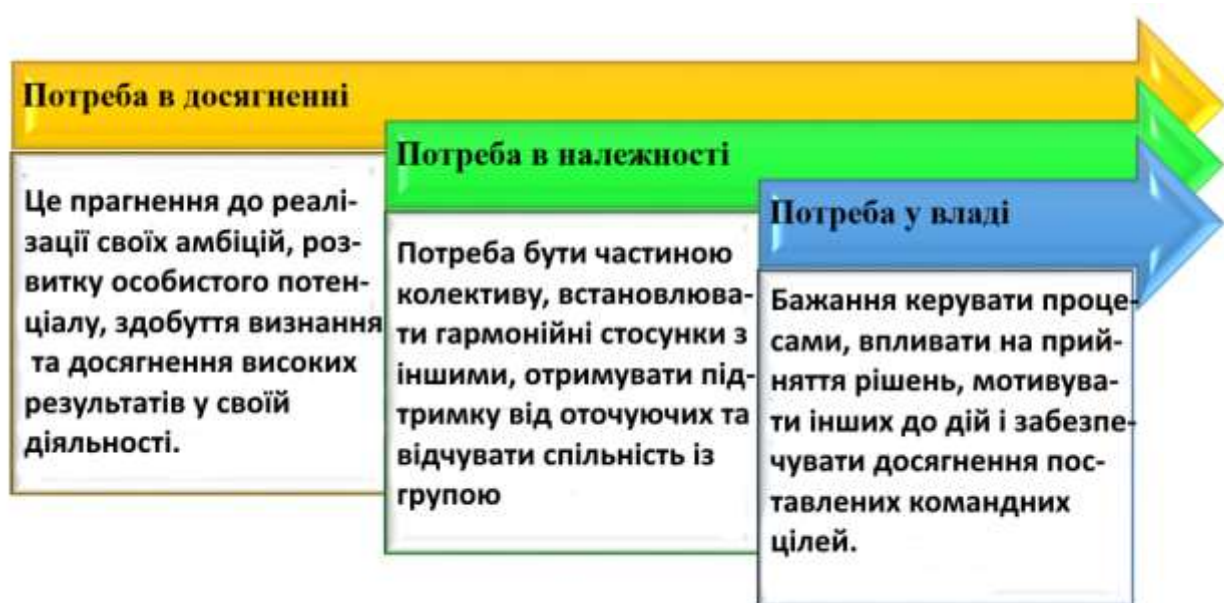 Потреба в досягненні
Це прагнення до реалі-
зації своїх амбіцій, роз-
витку особистого потен-
ціалу, здобуття визнання
та досягнення високих
результатів у своїй
діяльності.
Потреба в належності
Потреба бути частиною
колективу, встановлюва-
ти гармонійні стосунки з
іншими, отримувати під-
тримку від оточуючих та
відчувати спільність із
групою
Потреба у владі
Бажання керувати проце-
сами, впливати на прий-
няття рішень, мотивува-
ти інших до дій і забезпе-
чувати досягнення пос-
тавлених командних
цілей.